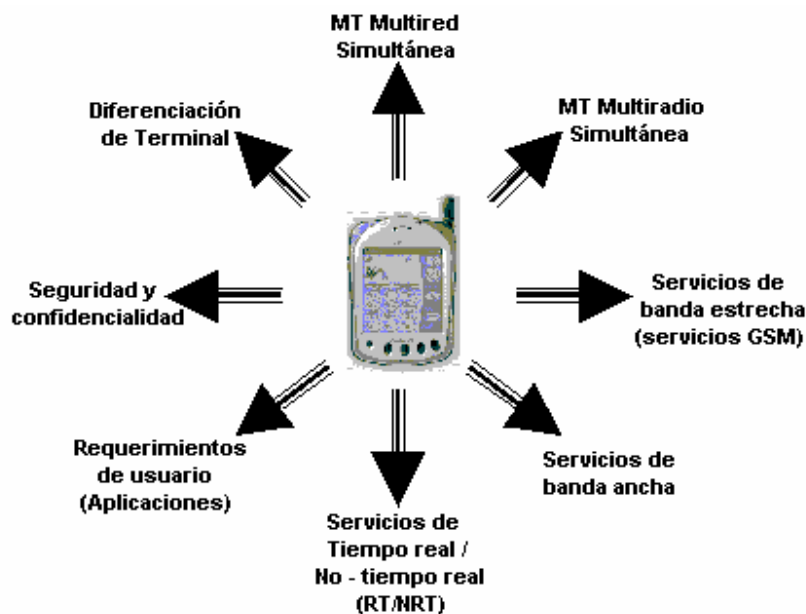 MT Multired
Simultánea
Diferenciación
de Terminal
MT Multiradio
Simultánea
Seguridad y
confidencialidad
Servicios de
banda estrecha
(servicios GSM)
Requerimientos
de usuario
(Aplicaciones)
Servicios de
banda ancha
Servicios de
Tiempo real /
No - tiempo real
(RT/NRT)